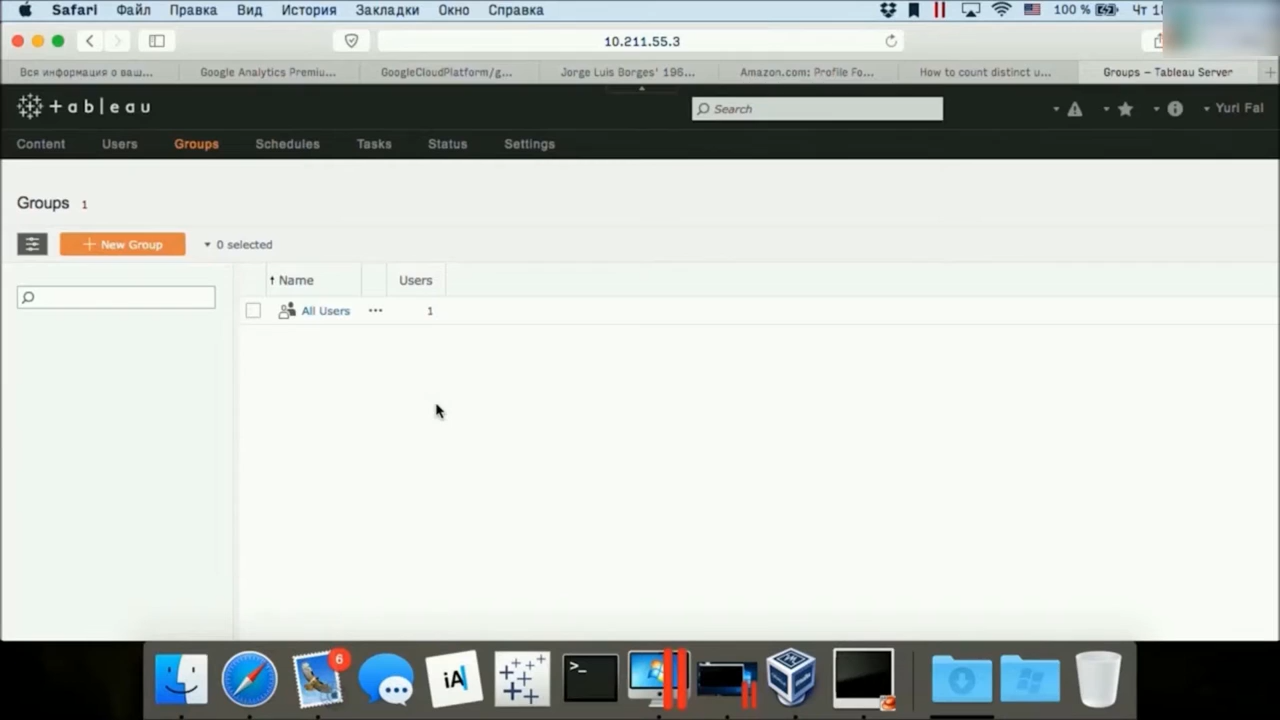 Safari Файл Правка Вид История Закладки Окно Справка 100 % Чт
10.211.55.3
Вся информация о ваш... Google Analytics Premiu... GoogleCloudPlatform/g... Jorge Luis Borges' 196... Amazon.com: Profile Fo... How to count distinct u... Groups – Tableau Server
+ a b | e a u Search Yuri Fal
Content Users Groups Schedules Tasks Status Settings
Groups 1
+ New Group 0 selected
↑ Name Users
All Users ... 1
6
iA
>_